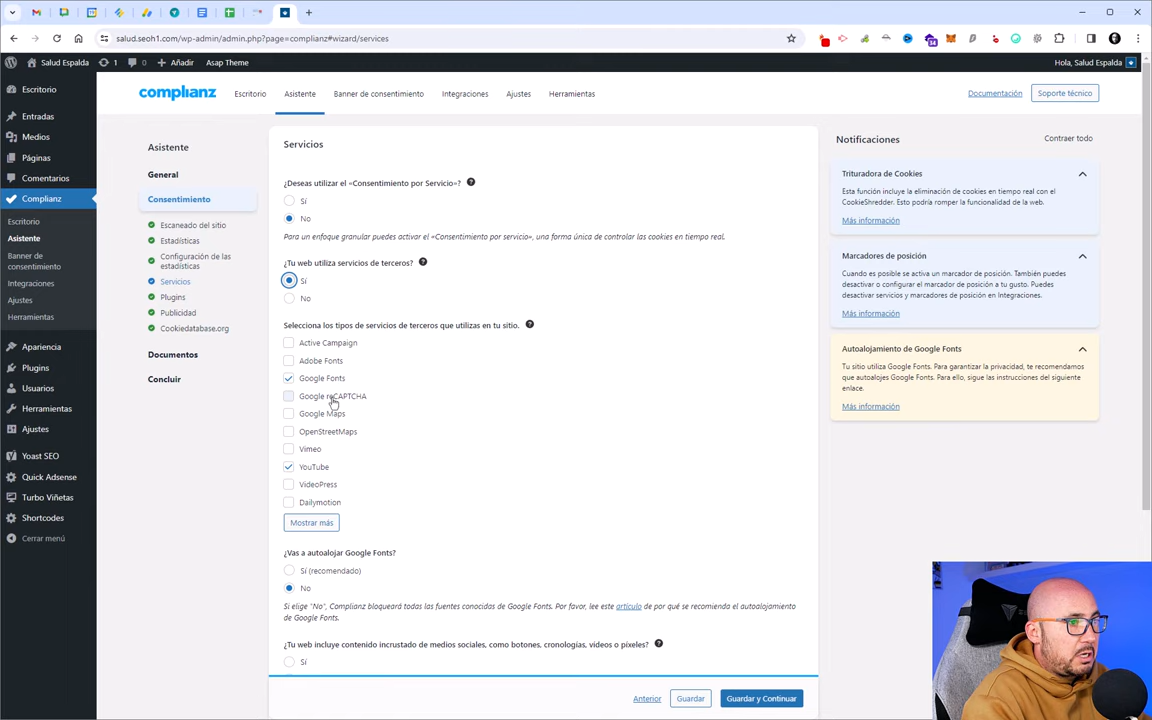 salud.seoh1.com/wp-admin/admin.php?page=complianz#wizard/services
14
Salud Espalda
1
0
Añadir
Asap Theme
Hola, Salud Espalda
Escritorio
Entradas
Medios
Páginas
Comentarios
Complianz
Escritorio
Asistente
Banner de
consentimiento
Integraciones
Ajustes
Herramientas
Apariencia
Plugins
Usuarios
Herramientas
Ajustes
Yoast SEO
Quick Adsense
Turbo Viñetas
Shortcodes
Cerrar menú
complianz
Escritorio
Asistente
Banner de consentimiento
Integraciones
Ajustes
Herramientas
Documentación
Soporte técnico
Asistente
General
Consentimiento
Escaneado del sitio
Estadísticas
Configuración de las
estadísticas
Servicios
Plugins
Publicidad
Cookiedatabase.org
Documentos
Concluir
Servicios
¿Deseas utilizar el «Consentimiento por Servicio»?
Sí
No
Para un enfoque granular puedes activar el «Consentimiento por servicio», una forma única de controlar las cookies en tiempo real.
¿Tu web utiliza servicios de terceros?
Sí
No
Selecciona los tipos de servicios de terceros que utilizas en tu sitio.
Active Campaign
Adobe Fonts
Google Fonts
Google reCAPTCHA
Google Maps
OpenStreetMaps
Vimeo
YouTube
VideoPress
Dailymotion
Mostrar más
¿Vas a autoalojar Google Fonts?
Sí (recomendado)
No
Si elige "No", Complianz bloqueará todas las fuentes conocidas de Google Fonts. Por favor, lee este artículo de por qué se recomienda el autoalojamiento
de Google Fonts.
¿Tu web incluye contenido incrustado de medios sociales, como botones, cronologías, vídeos o píxeles?
Sí
Anterior
Guardar
Guardar y Continuar
Notificaciones
Contraer todo
Trituradora de Cookies
Esta función incluye la eliminación de cookies en tiempo real con el
CookieShredder. Esto podría romper la funcionalidad de la web.
Más información
Marcadores de posición
Cuando es posible se activa un marcador de posición. También puedes
desactivar o configurar el marcador de posición a tu gusto. Puedes
desactivar servicios y marcadores de posición en Integraciones.
Más información
Autoalojamiento de Google Fonts
Tu sitio utiliza Google Fonts. Para garantizar la privacidad, te recomendamos
que autoalojes Google Fonts. Para ello, sigue las instrucciones del siguiente
enlace.
Más información